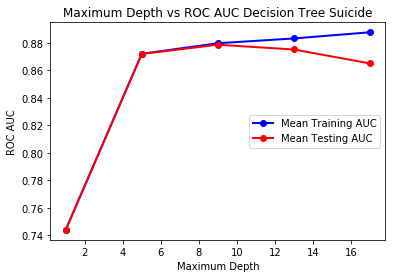 Maximum Depth vs ROC AUC Decision Tree Suicide
ROC AUC
0.88
0.86
0.84
0.82
0.80
0.78
0.76
0.74
Mean Training AUC
Mean Testing AUC
2 4 6 8 10 12 14 16
Maximum Depth